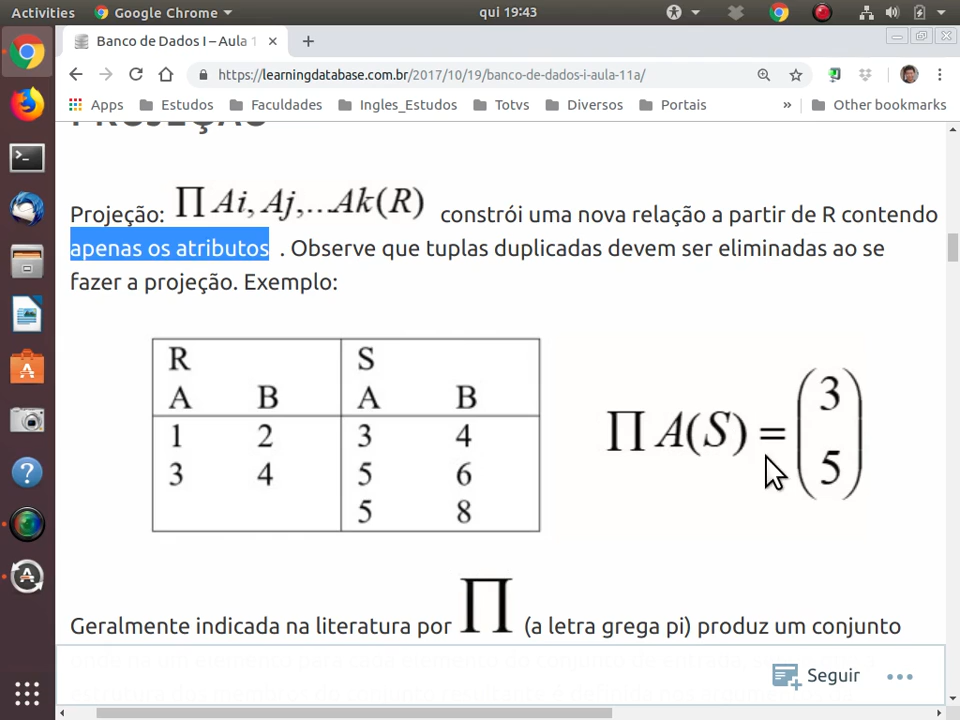 Activities Google Chrome qui 19:43
Banco de Dados I – Aula 1
https://learningdatabase.com.br/2017/10/19/banco-de-dados-i-aula-11a/
Apps Estudos Faculdades Ingles_Estudos Totvs Diversos Portais » Other bookmarks
PROJEÇÃO
Projeção: ∏ Ai, Aj,...Ak(R) constrói uma nova relação a partir de R contendo
apenas os atributos . Observe que tuplas duplicadas devem ser eliminadas ao se
fazer a projeção. Exemplo:
R S
A B A B
1 2 3 4
3 4 5 6
5 8
∏ A(S) = (3
5)
Geralmente indicada na literatura por ∏ (a letra grega pi) produz um conjunto
Seguir